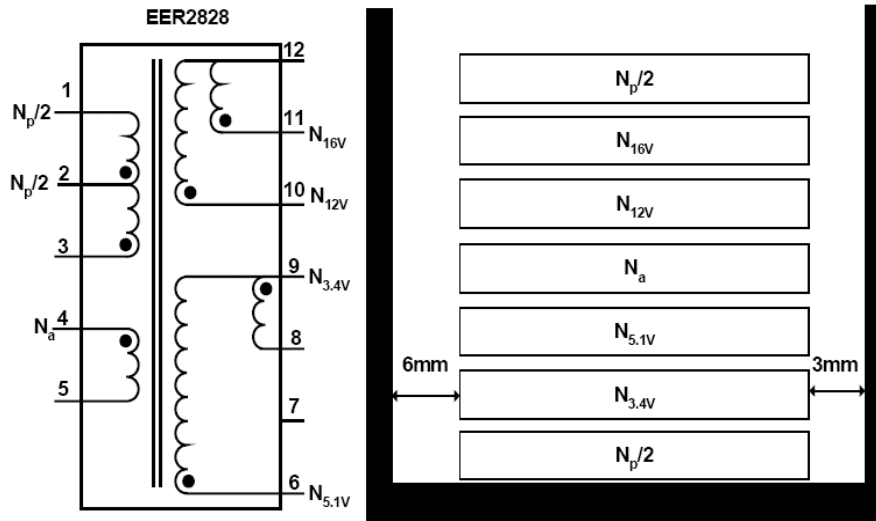 EER2828
1
N_p/2
2
N_p/2
3
4
N_a
5
12
11
N_16V
10
N_12V
9
N_3.4V
8
7
6
N_5.1V
N_p/2
N_16V
N_12V
N_a
N_5.1V
6mm
3mm
N_3.4V
N_p/2